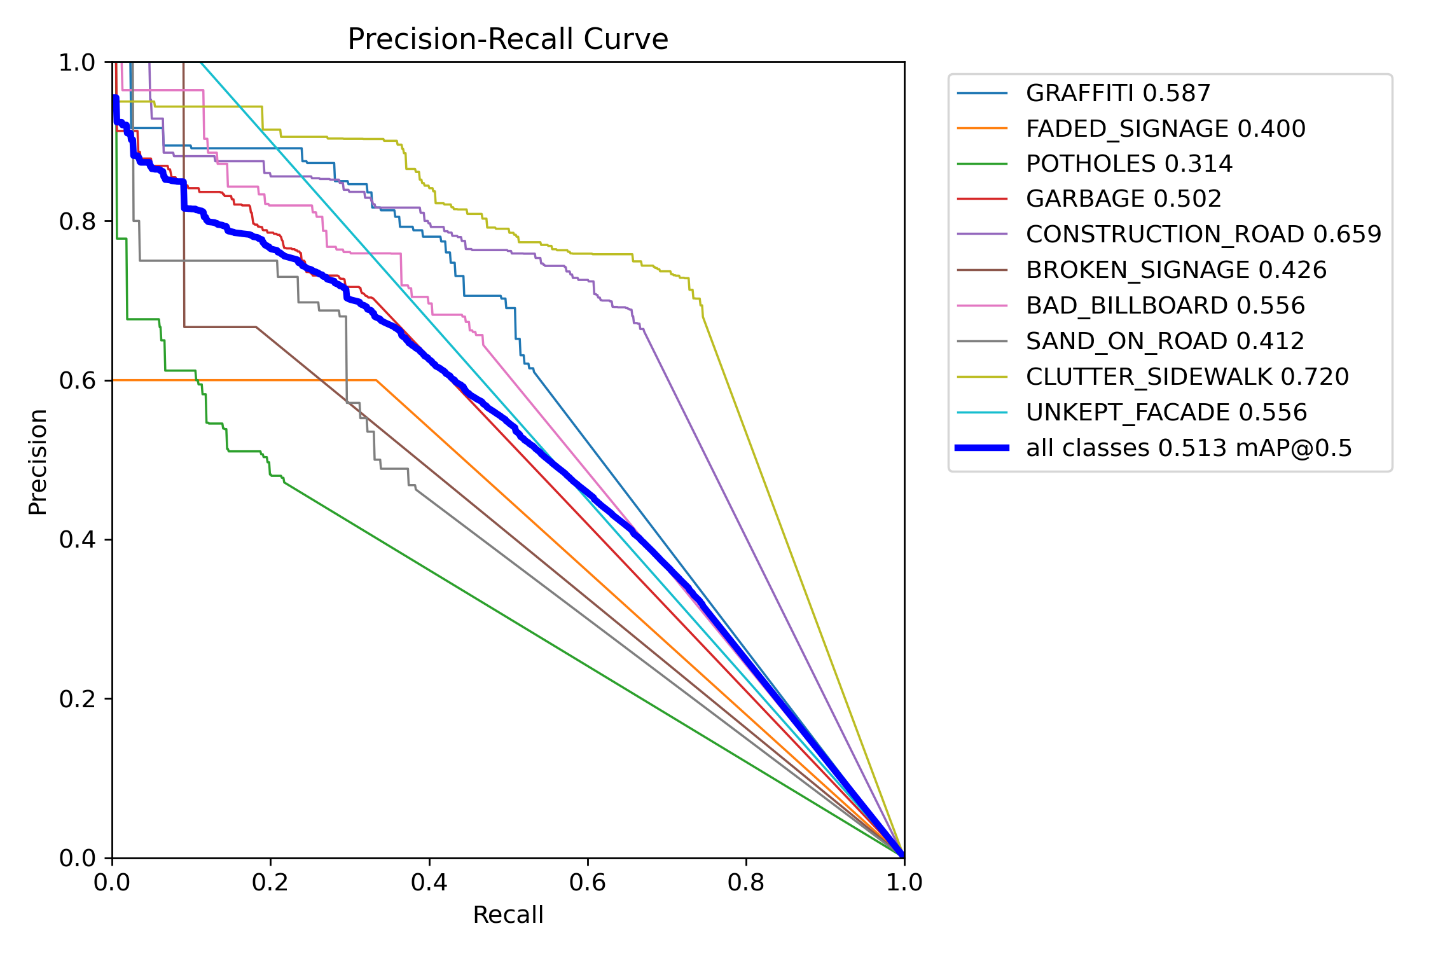 Precision-Recall Curve
1.0
0.8
0.6
0.4
0.2
0.0
Precision
0.0 0.2 0.4 0.6 0.8 1.0
Recall
GRAFFITI 0.587
FADED_SIGNAGE 0.400
POTHOLES 0.314
GARBAGE 0.502
CONSTRUCTION_ROAD 0.659
BROKEN_SIGNAGE 0.426
BAD_BILLBOARD 0.556
SAND_ON_ROAD 0.412
CLUTTER_SIDEWALK 0.720
UNKEPT_FACADE 0.556
all classes 0.513 mAP@0.5